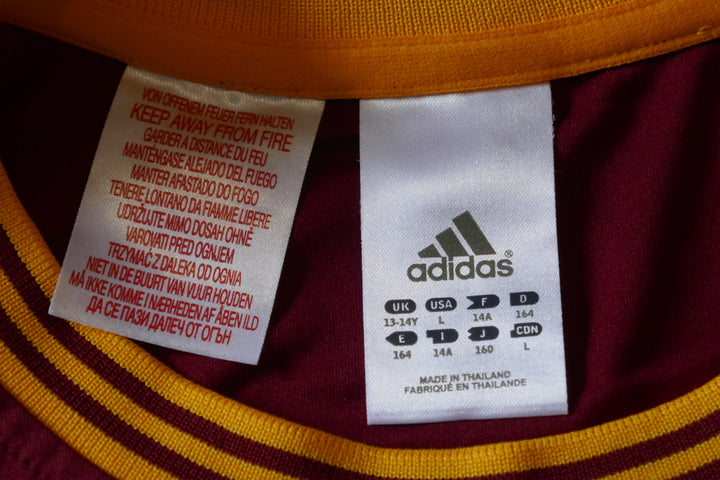 VON OFFENEM FEUER FERN HALTEN
KEEP AWAY FROM FIRE
GARDER A DISTANCE DU FEU
MANTÉNGASE ALEJADO DEL FUEGO
MANTER AFASTADO DO FOGO
TENERE LONTANO DA FIAMME LIBERE
UDRŽUJTE MIMO DOSAH OHNĚ
VAROVATI PRED OGNJEM
TRZYMAĆ Z DALEKA OD OGNIA
NIET IN DE BUURT VAN VUUR HOUDEN
MA IKKE KOMME I NÆRHEDEN AF ÅBEN ILD
ДА СЕ ПАЗИ ДАЛЕЧ ОТ ОГЪН
adidas®
UK USA F D
13-14Y L 14A 164
E I J CDN
164 14A 160 L
MADE IN THAILAND
FABRIQUÉ EN THAILANDE